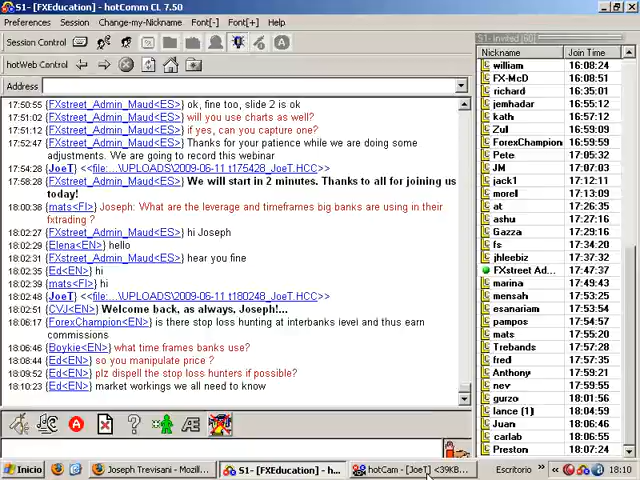 S1- [FXEducation] - hotComm CL 7.50
Preferences Session Change-my-Nickname Font[-] Font[+] Help
Session Control
hotWeb Control
Address
17:50:55 {FXstreet_Admin_Maud<ES>} ok, fine too, slide 2 is ok
17:51:02 {FXstreet_Admin_Maud<ES>} will you use charts as well?
17:51:12 {FXstreet_Admin_Maud<ES>} if yes, can you capture one?
17:52:47 {FXstreet_Admin_Maud<ES>} Thanks for your patience while we are doing some
adjustments. We are going to record this webinar
17:54:28 {JoeT} <<file:...\UPLOADS\2009-06-11 t175428_JoeT.HCC>>
17:58:28 {FXstreet_Admin_Maud<ES>} We will start in 2 minutes. Thanks to all for joining us
today!
18:00:38 {mats<FI>} Joseph: What are the leverage and timeframes big banks are using in their
fxtrading ?
18:02:27 {FXstreet_Admin_Maud<ES>} hi Joseph
18:02:29 {Elena<EN>} hello
18:02:31 {FXstreet_Admin_Maud<ES>} hear you fine
18:02:35 {Ed<EN>} hi
18:02:39 {mats<FI>} hi
18:02:48 {JoeT} <<file:...\UPLOADS\2009-06-11 t180248_JoeT.HCC>>
18:02:51 {CVJ<EN>} Welcome back, as always, Joseph!...
18:06:17 {ForexChampion<EN>} is there stop loss hunting at interbanks ievel and thus earn
commissions
18:06:46 {Boykie<EN>} what time frames banks use?
18:08:44 {Ed<EN>} so you manipulate price ?
18:09:52 {Ed<EN>} plz dispell the stop loss hunters if possible?
18:10:23 {Ed<EN>} market workings we all need to know
S1- Invited (60)
Nickname Join Time
william 16:08:24
FX-McD 16:08:51
richard 16:35:01
jemhadar 16:55:12
kath 16:57:12
Zul 16:59:09
ForexChampion 16:59:09
Pete 17:05:32
JM 17:07:03
jack1 17:12:11
morel 17:13:09
at 17:26:35
ashu 17:27:27
Gazza 17:29:16
fs 17:34:20
jhleebiz 17:35:41
FXstreet Ad... 17:47:37
marina 17:49:43
mensah 17:53:25
esanariam 17:53:54
pampos 17:54:57
mats 17:55:20
Trebands 17:57:28
fred 17:57:35
Anthony 17:57:21
nev 17:59:55
gurzo 18:01:56
lance (1) 18:04:59
Juan 18:06:46
carlab 18:06:58
Preston 18:10:07
Inicio
Joseph Trevisani - Mozill...
S1- [FXEducation] - h...
hotCam - [JoeT] <39KB...
Escritorio
18:10